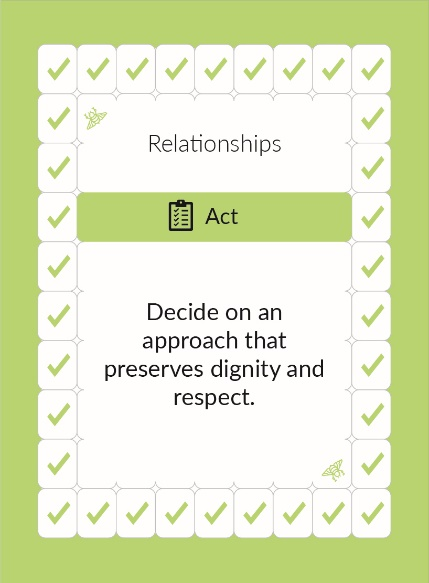 Relationships
Act
Decide on an
approach that
preserves dignity and
respect.